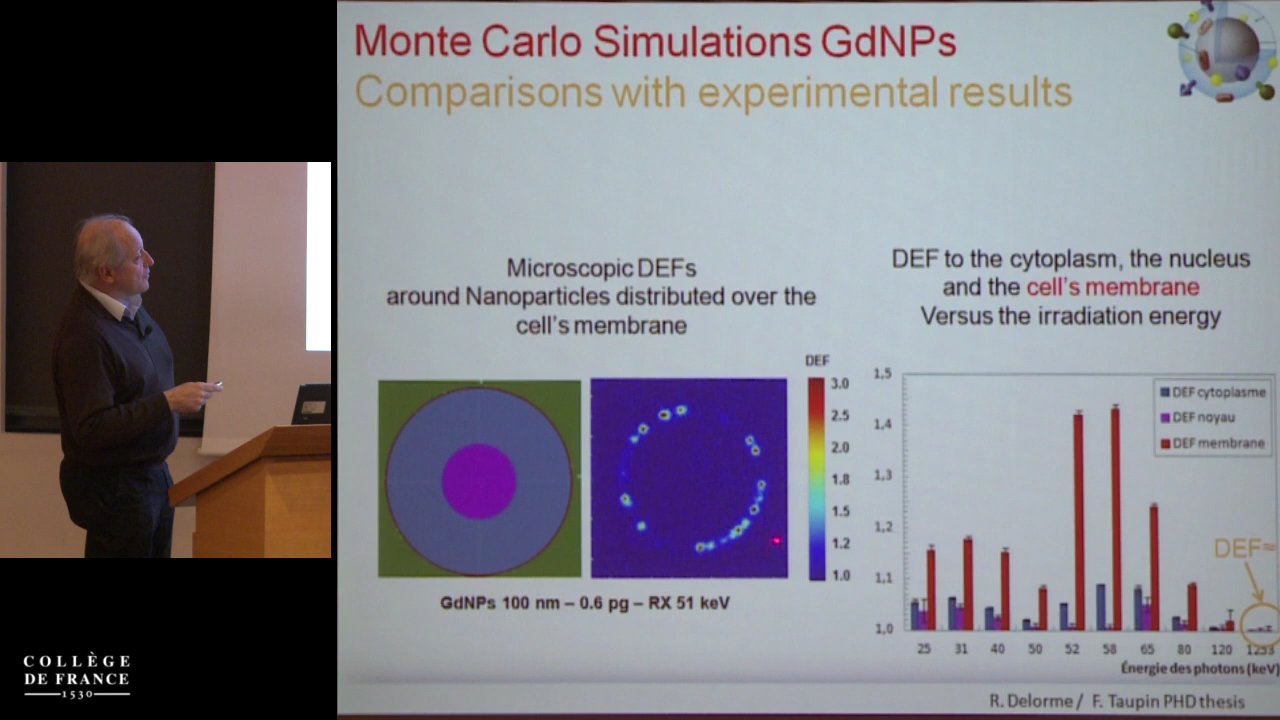 Monte Carlo Simulations GdNPs
Comparisons with experimental results
Microscopic DEFs
around Nanoparticles distributed over the
cell's membrane
DEF to the cytoplasm, the nucleus
and the cell's membrane
Versus the irradiation energy
DEF
3.0
2.5
2.0
1.8
1.5
1.2
1.0
GdNPs 100 nm – 0.6 pg – RX 51 keV
1,5
1,4
1,3
1,2
1,1
1,0
DEF cytoplasme
DEF noyau
DEF membrane
DEF≈
25 31 40 50 52 58 65 80 120 1253
Énergie des photons (keV)
R. Delorme / F. Taupin PHD thesis
COLLÈGE
DE FRANCE
1530